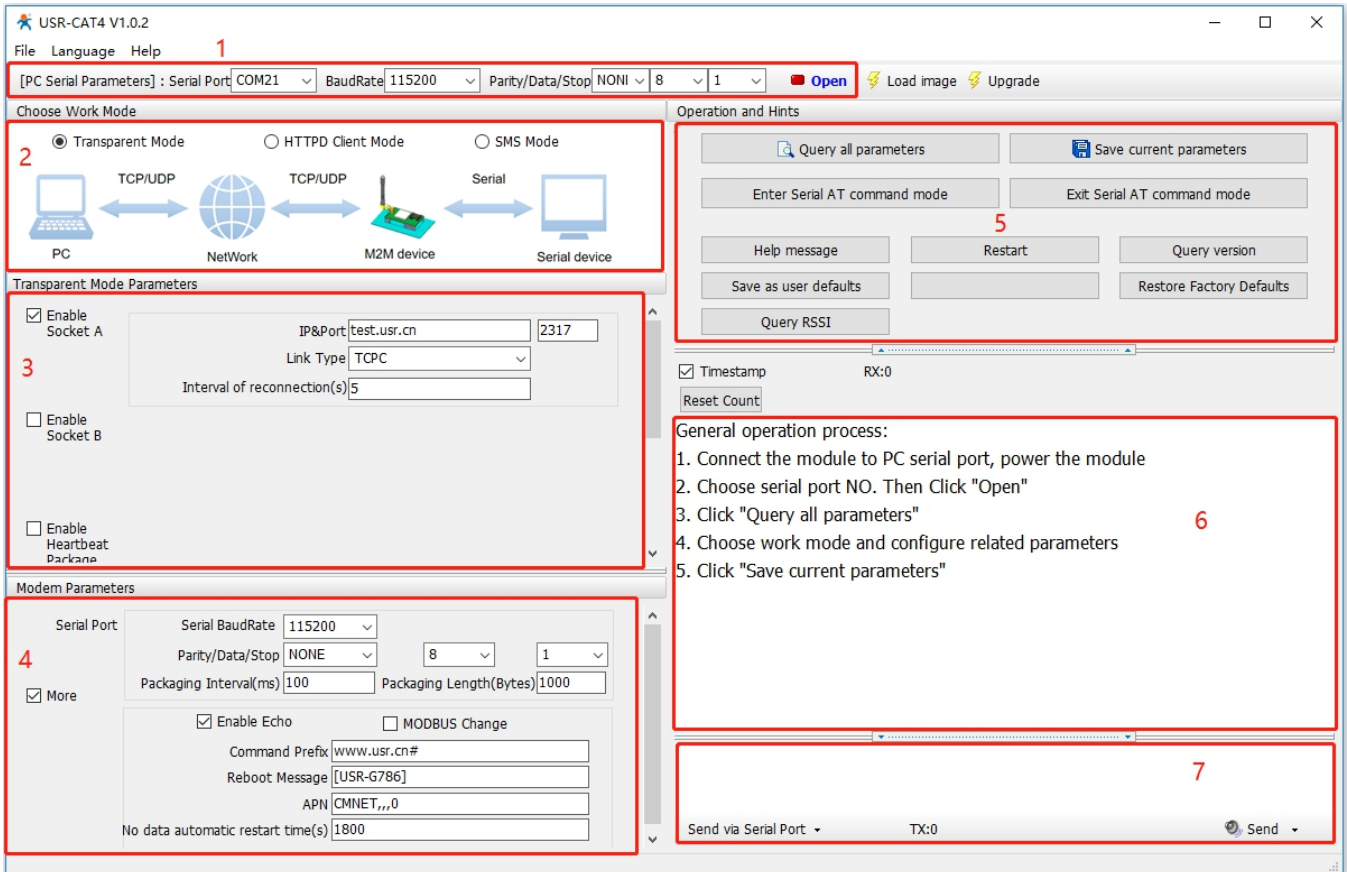 USR-CAT4 V1.0.2
File Language Help
1
[PC Serial Parameters] : Serial Port COM21 BaudRate 115200 Parity/Data/Stop NONI 8 1 Open Load image Upgrade
Choose Work Mode
2
Transparent Mode HTTPD Client Mode SMS Mode
TCP/UDP TCP/UDP Serial
PC NetWork M2M device Serial device
Transparent Mode Parameters
3
Enable
Socket A
IP&Port test.usr.cn 2317
Link Type TCPC
Interval of reconnection(s) 5
Enable
Socket B
Enable
Heartbeat
Package
Modem Parameters
4
Serial Port Serial BaudRate 115200
Parity/Data/Stop NONE 8 1
Packaging Interval(ms) 100 Packaging Length(Bytes) 1000
More
Enable Echo MODBUS Change
Command Prefix www.usr.cn#
Reboot Message [USR-G786]
APN CMNET,,,0
No data automatic restart time(s) 1800
Operation and Hints
Query all parameters Save current parameters
Enter Serial AT command mode Exit Serial AT command mode
5
Help message Restart Query version
Save as user defaults Restore Factory Defaults
Query RSSI
Timestamp RX:0
Reset Count
General operation process:
1. Connect the module to PC serial port, power the module
2. Choose serial port NO. Then Click "Open"
3. Click "Query all parameters"
6
4. Choose work mode and configure related parameters
5. Click "Save current parameters"
7
Send via Serial Port TX:0 Send